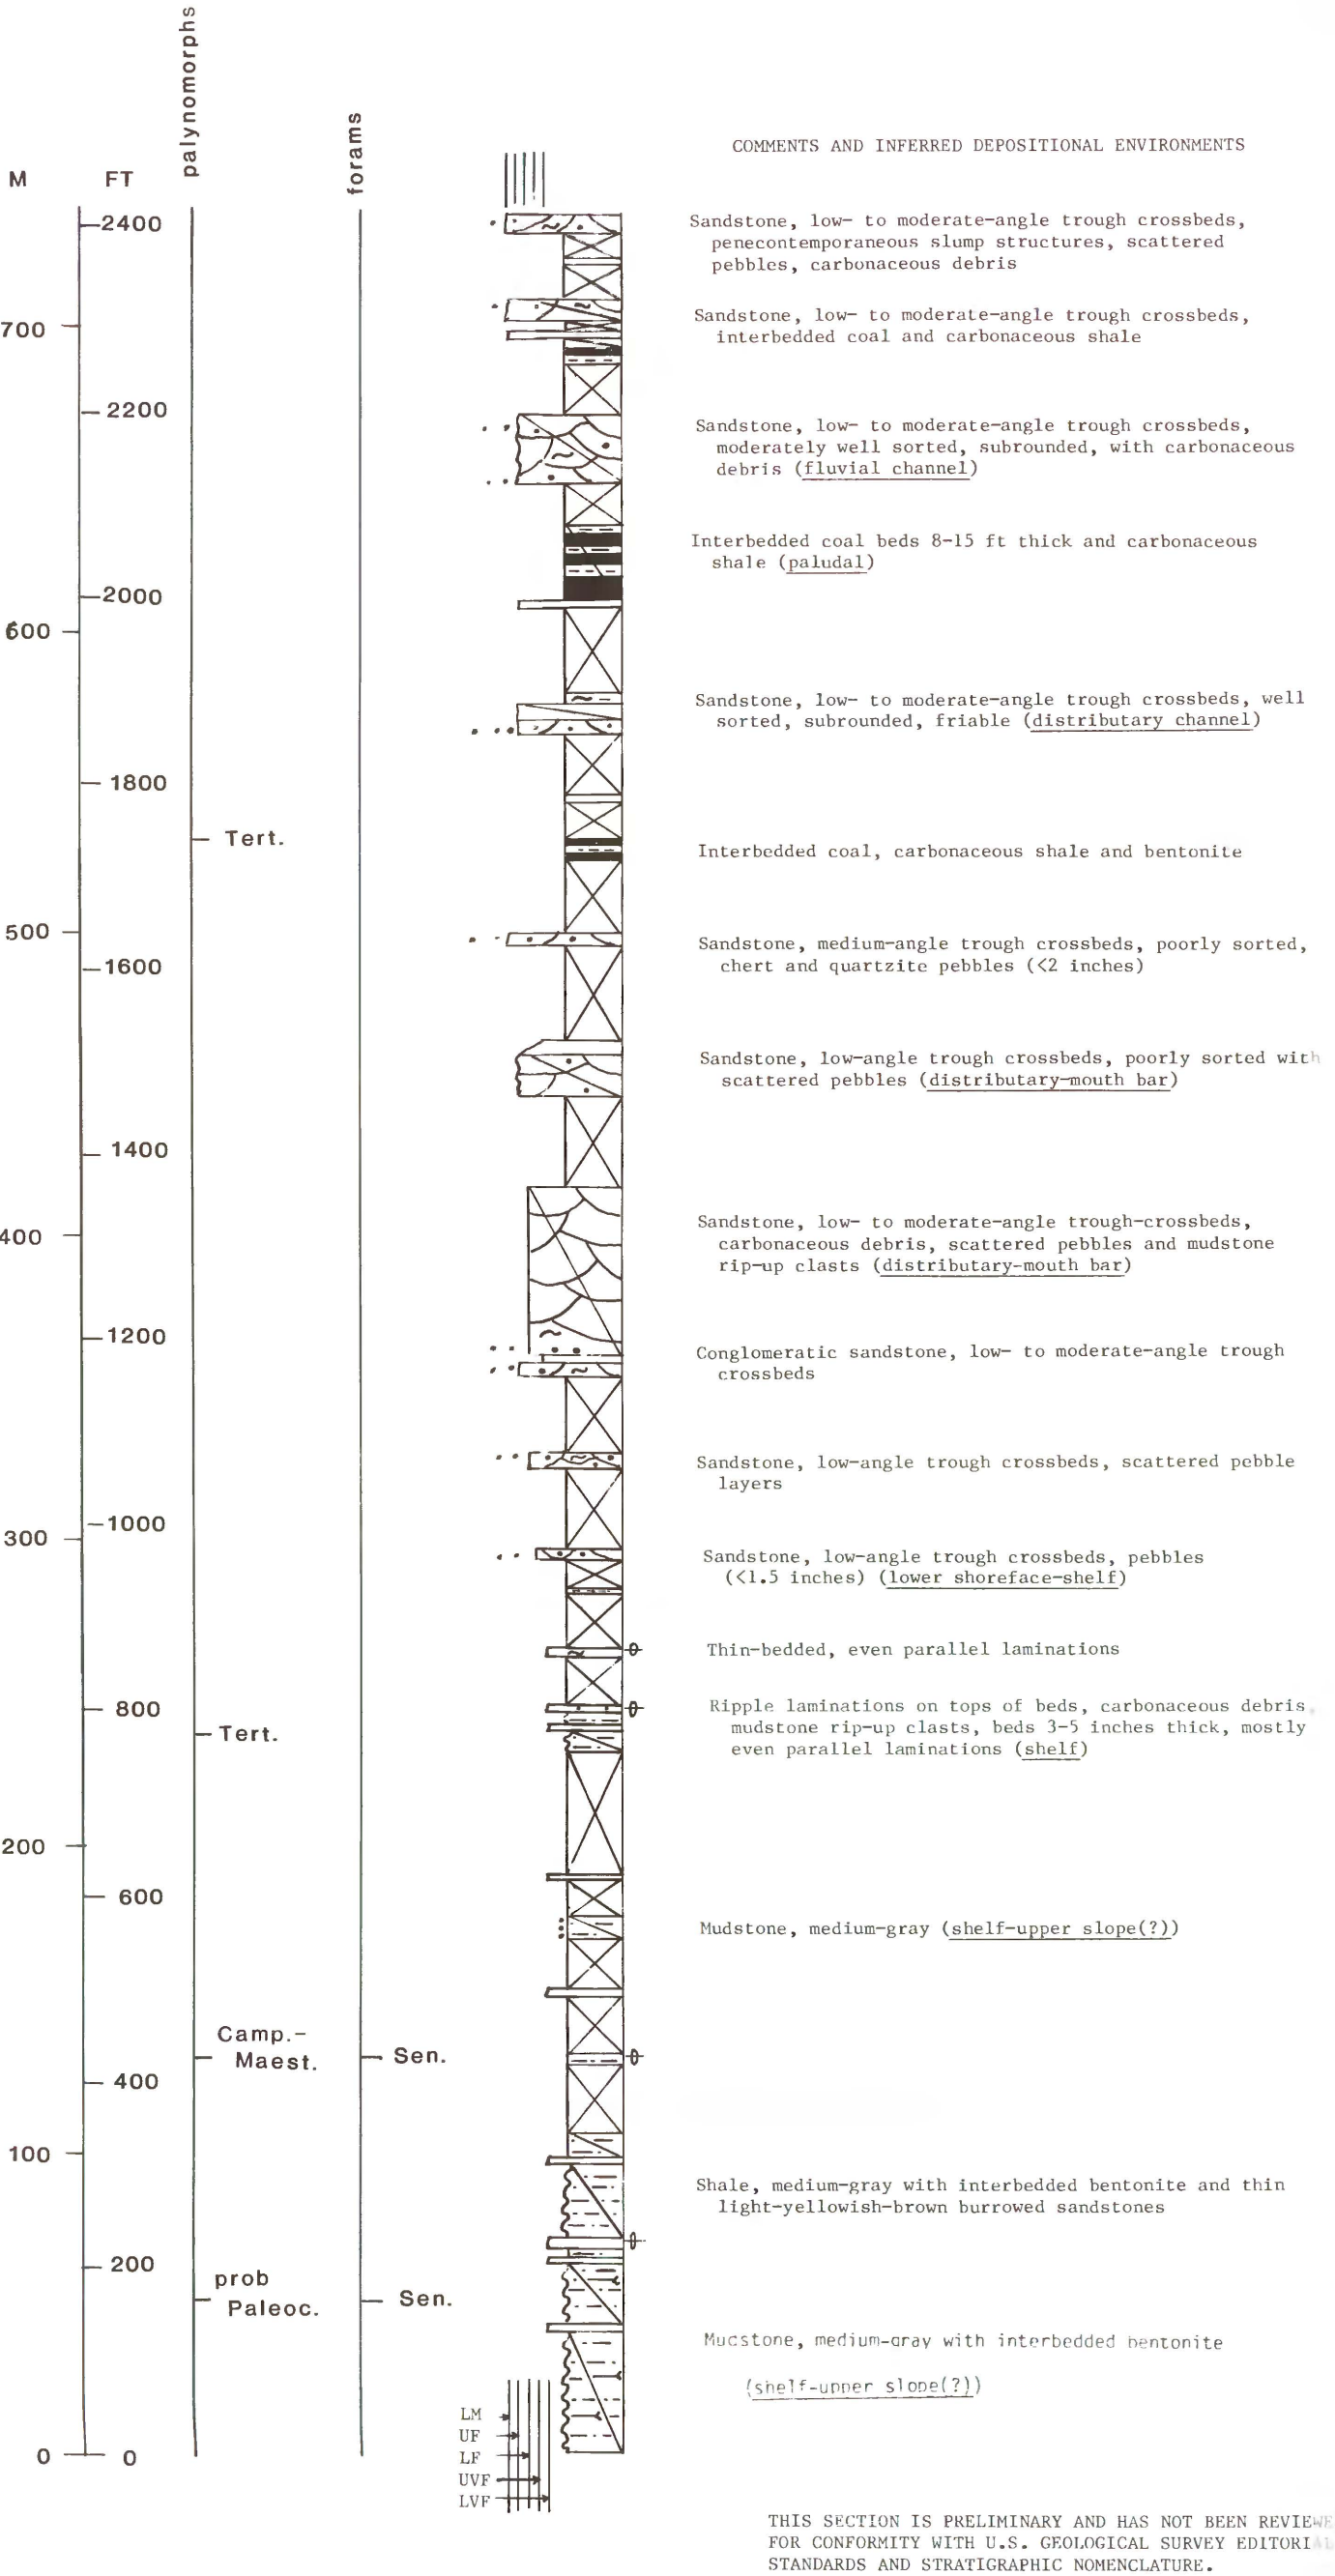 palynomorphs
forams
COMMENTS AND INFERRED DEPOSITIONAL ENVIRONMENTS
M FT
2400
Sandstone, low- to moderate-angle trough crossbeds,
penecontemporaneous slump structures, scattered
pebbles, carbonaceous debris
700
Sandstone, low- to moderate-angle trough crossbeds,
interbedded coal and carbonaceous shale
2200
Sandstone, low- to moderate-angle trough crossbeds,
moderately well sorted, subrounded, with carbonaceous
debris (fluvial channel)
Interbedded coal beds 8-15 ft thick and carbonaceous
shale (paludal)
2000
600
Sandstone, low- to moderate-angle trough crossbeds, well
sorted, subrounded, friable (distributary channel)
1800
Tert.
Interbedded coal, carbonaceous shale and bentonite
500
Sandstone, medium-angle trough crossbeds, poorly sorted,
chert and quartzite pebbles (<2 inches)
1600
Sandstone, low-angle trough crossbeds, poorly sorted with
scattered pebbles (distributary-mouth bar)
1400
400
Sandstone, low- to moderate-angle trough-crossbeds,
carbonaceous debris, scattered pebbles and mudstone
rip-up clasts (distributary-mouth bar)
1200
Conglomeratic sandstone, low- to moderate-angle trough
crossbeds
Sandstone, low-angle trough crossbeds, scattered pebble
layers
1000
300
Sandstone, low-angle trough crossbeds, pebbles
(<1.5 inches) (lower shoreface-shelf)
Thin-bedded, even parallel laminations
800
Ripple laminations on tops of beds, carbonaceous debris,
mudstone rip-up clasts, beds 3-5 inches thick, mostly
even parallel laminations (shelf)
Tert.
200
600
Mudstone, medium-gray (shelf-upper slope(?))
Camp.-
Maest.
Sen.
400
100
Shale, medium-gray with interbedded bentonite and thin
light-yellowish-brown burrowed sandstones
200
prob
Paleoc.
Sen.
Mucstone, medium-gray with interbedded bentonite
(shelf-upper slope(?))
LM
UF
0 0
LF
UVF
LVF
THIS SECTION IS PRELIMINARY AND HAS NOT BEEN REVIEWE
FOR CONFORMITY WITH U.S. GEOLOGICAL SURVEY EDITORIAL
STANDARDS AND STRATIGRAPHIC NOMENCLATURE.